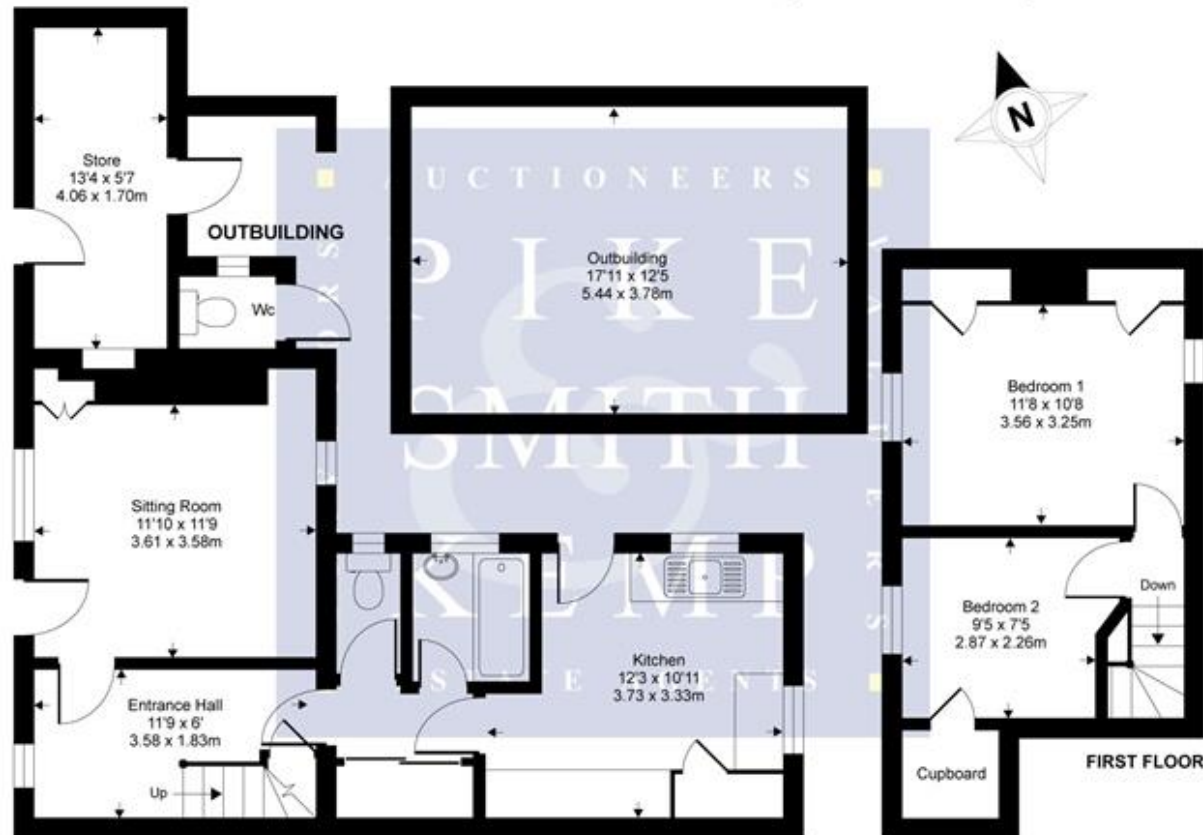 Store
13'4 x 5'7
4.06 x 1.70m
OUTBUILDING
Wc
Outbuilding
17'11 x 12'5
5.44 x 3.78m
N
AUCTIONEERS
PIKE
SMITH
&
KEMP
ESTATE AGENTS
Sitting Room
11'10 x 11'9
3.61 x 3.58m
Entrance Hall
11'9 x 6'
3.58 x 1.83m
Up
Kitchen
12'3 x 10'11
3.73 x 3.33m
Bedroom 1
11'8 x 10'8
3.56 x 3.25m
Bedroom 2
9'5 x 7'5
2.87 x 2.26m
Down
Cupboard
FIRST FLOOR